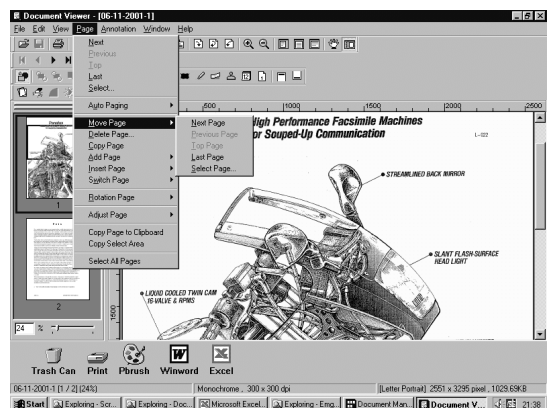 Document Viewer - [06-11-2001-1]
File Edit View Page Annotation Window Help
Next
Previous
Top
Last
Select...
Auto Paging
Move Page
Delete Page...
Copy Page
Add Page
Insert Page
Switch Page
Rotation Page
Adjust Page
Copy Page to Clipboard
Copy Select Area
Select All Pages
Next Page
Previous Page
Top Page
Last Page
Select Page...
500 1000 1500 2000 2500
High Performance Facsimile Machines
or Souped-Up Communication
L-102
STREAMLINED BACK MIRROR
SLANT FLASH-SURFACE
HEAD LIGHT
LIQUID COOLED TWIN CAM
16-VALVE & RPMS
1500
1
2
24 %
Trash Can Print Pbrush Winword Excel
06-11-2001-1 [1 / 2] (24%) Monochrome , 300 x 300 dpi [Letter Portrait] 2551 x 3295 pixel , 1029.69KB
Start Exploring - Scr... Exploring - Doc... Microsoft Excel... Exploring - Emg... Document Man... Document V... 21:38